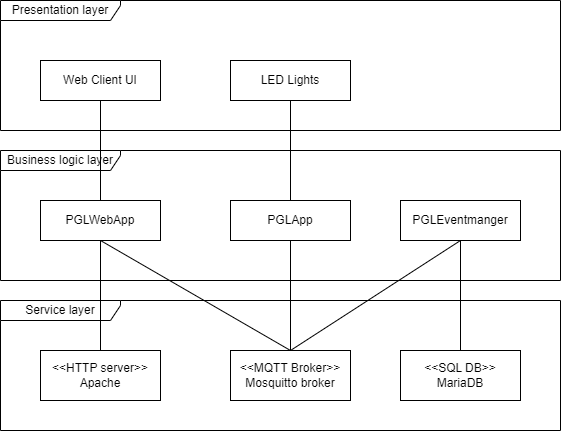 Presentation layer
Web Client UI
LED Lights
Business logic layer
PGLWebApp
PGLApp
PGLEventmanger
Service layer
<<HTTP server>>
Apache
<<MQTT Broker>>
Mosquitto broker
<<SQL DB>>
MariaDB